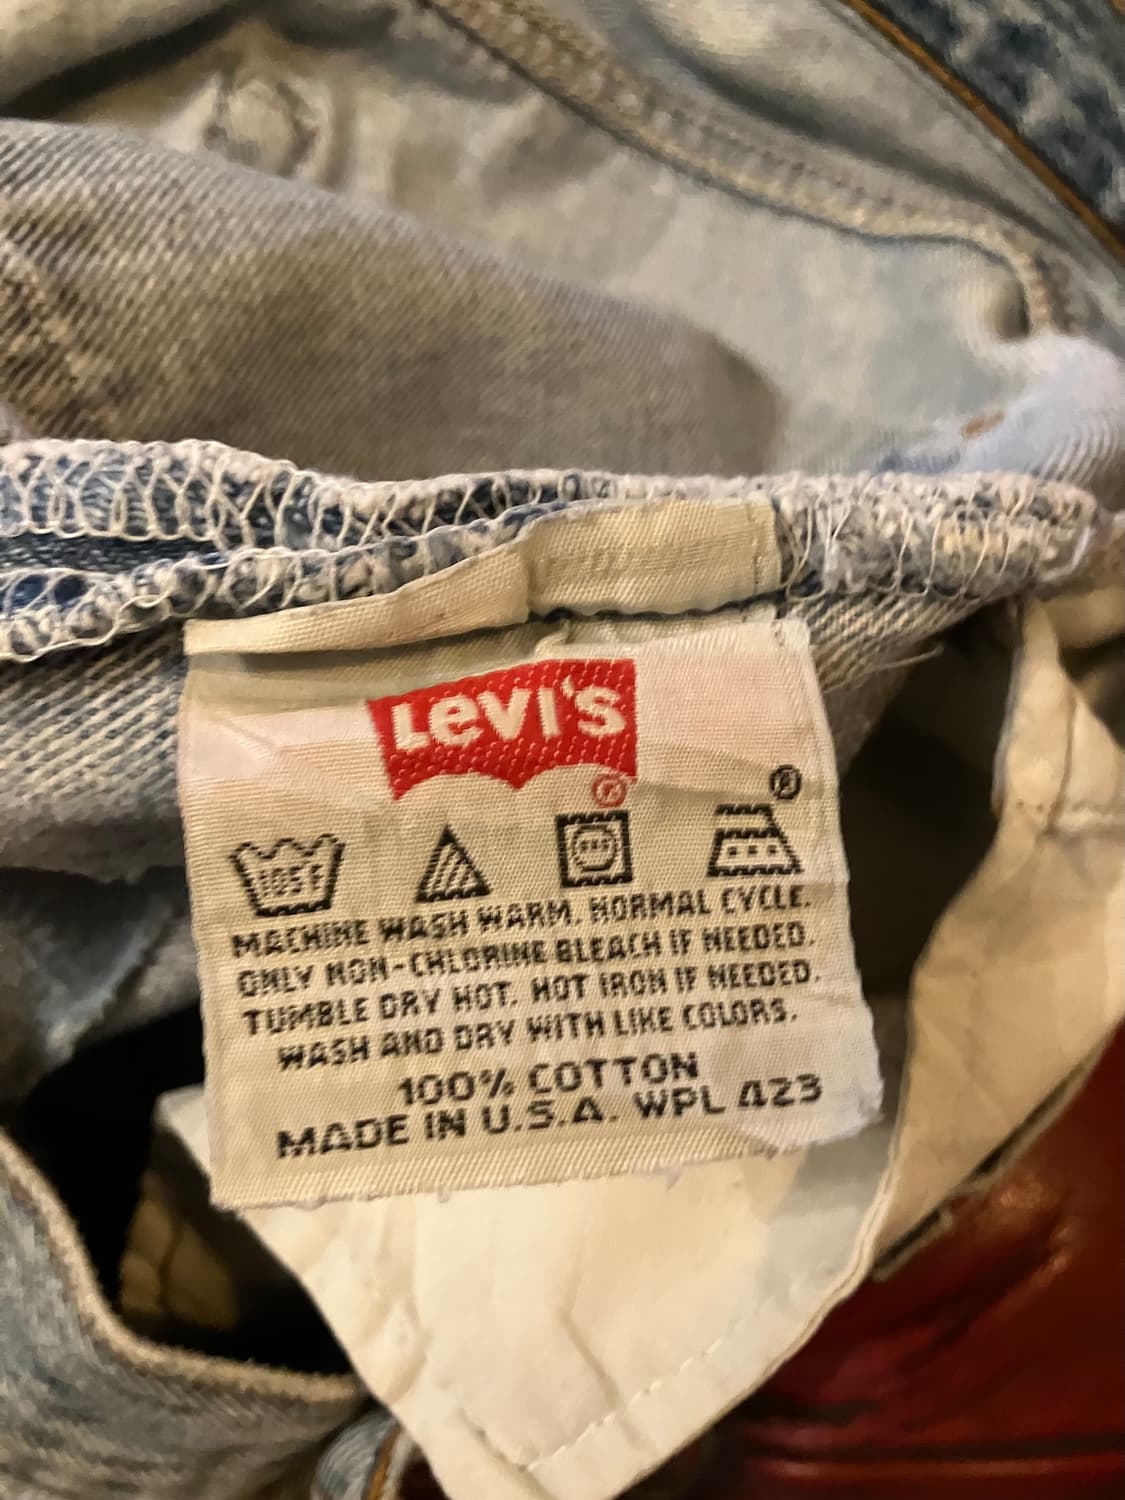 Levi's
®
®
105F
MACHINE WASH WARM. NORMAL CYCLE.
ONLY NON-CHLORINE BLEACH IF NEEDED.
TUMBLE DRY HOT. HOT IRON IF NEEDED.
WASH AND DRY WITH LIKE COLORS.
100% COTTON
MADE IN U.S.A. WPL 423